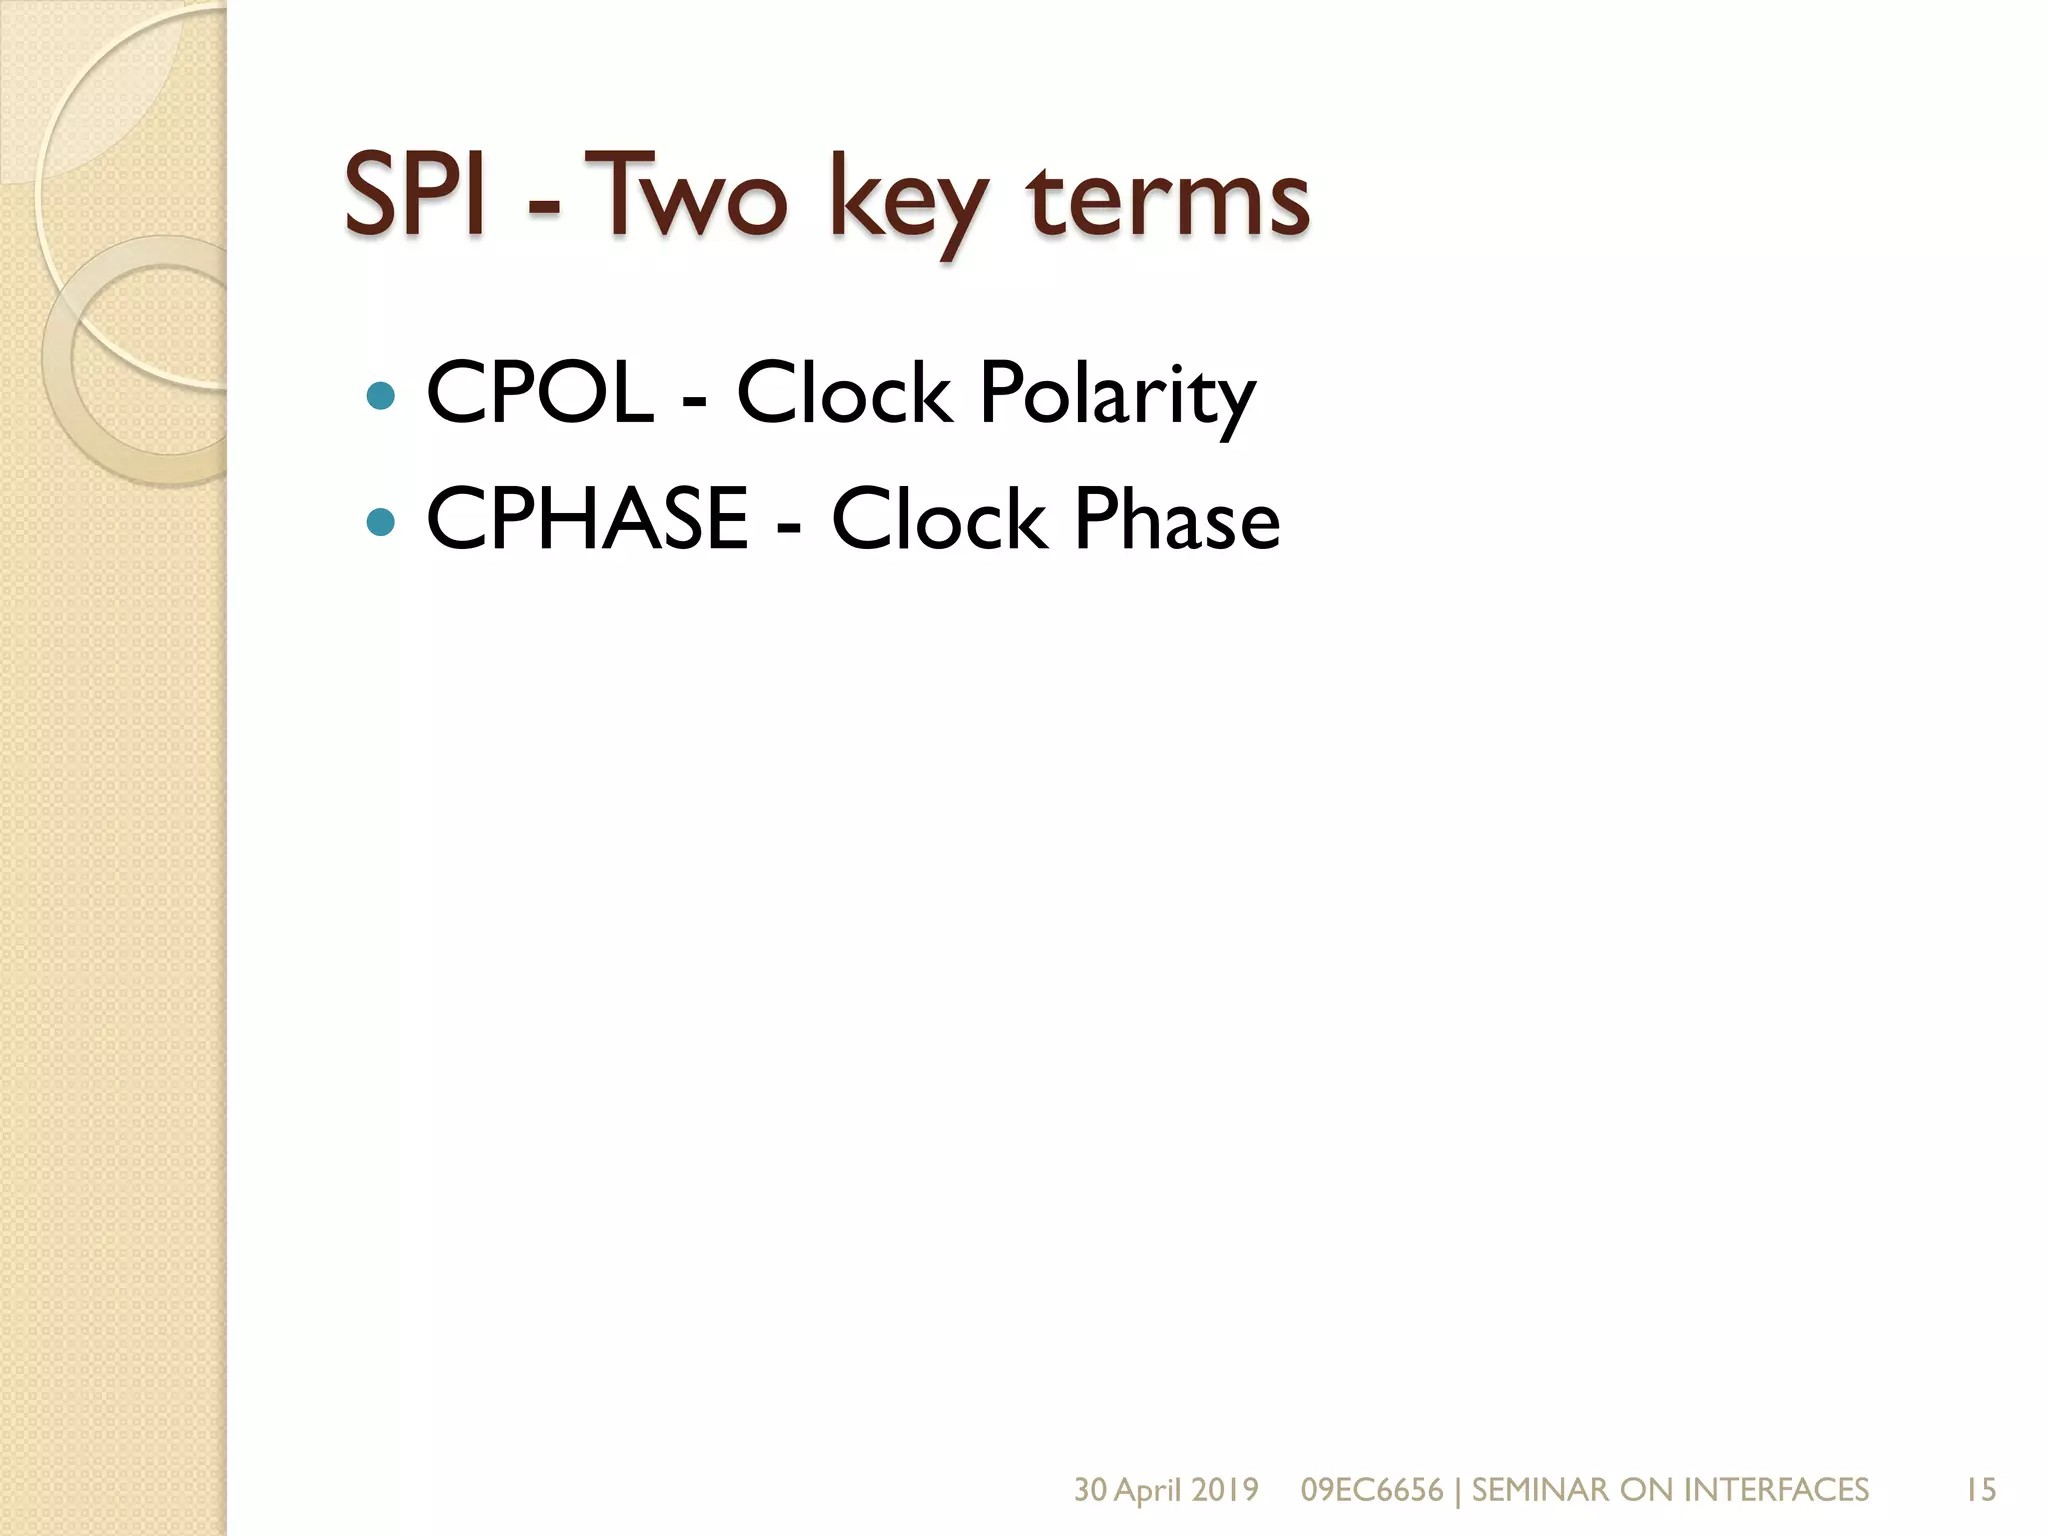 SPI - Two key terms
CPOL - Clock Polarity
CPHASE - Clock Phase
30 April 2019 09EC6656 | SEMINAR ON INTERFACES 15